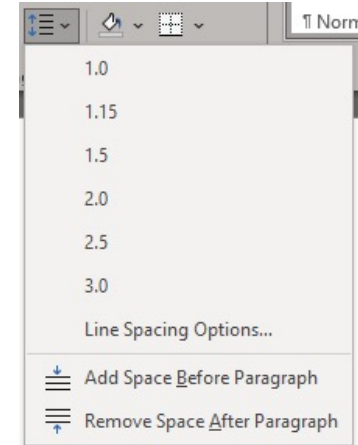 ¶ Norm
1.0
1.15
1.5
2.0
2.5
3.0
Line Spacing Options...
Add Space Before Paragraph
Remove Space After Paragraph